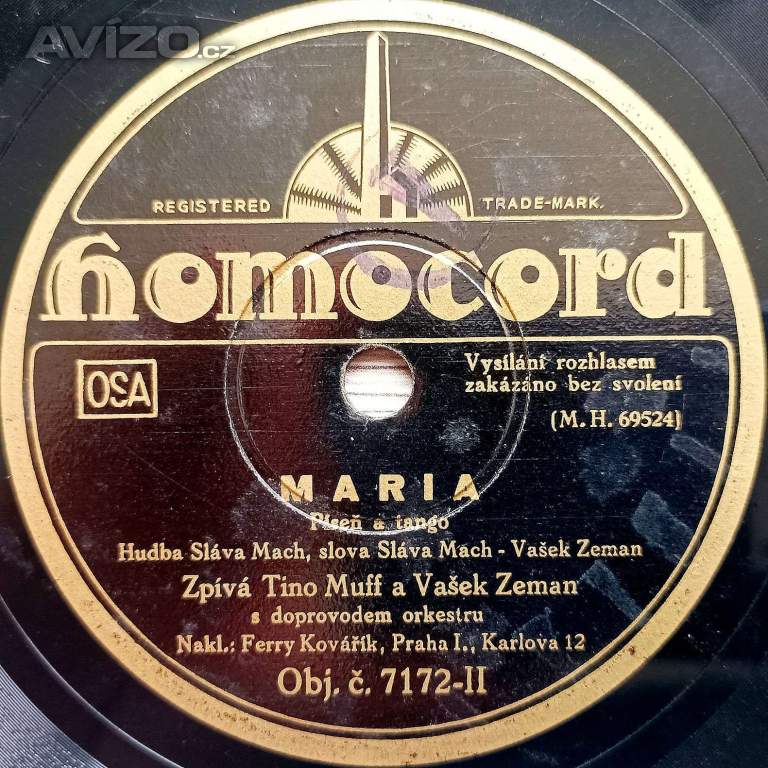 AVÍZO.cz
REGISTERED TRADE-MARK.
homocord
OSA
Vysílání rozhlasem
zakázáno bez svolení
(M. H. 69524)
MARIA
Píseň a tango
Hudba Sláva Mach, slova Sláva Mach - Vašek Zeman
Zpívá Tino Muff a Vašek Zeman
s doprovodem orkestru
Nakl.: Ferry Kovářík, Praha I., Karlova 12
Obj. č. 7172-II